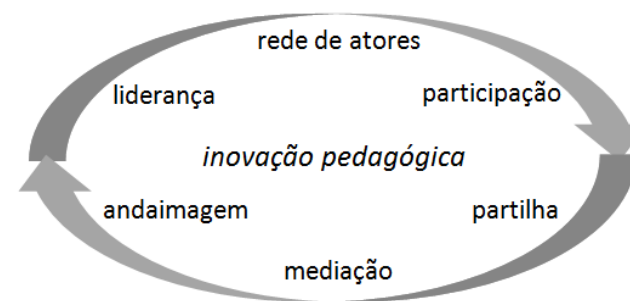 rede de atores
liderança
participação
inovação pedagógica
andaimagem
partilha
mediação